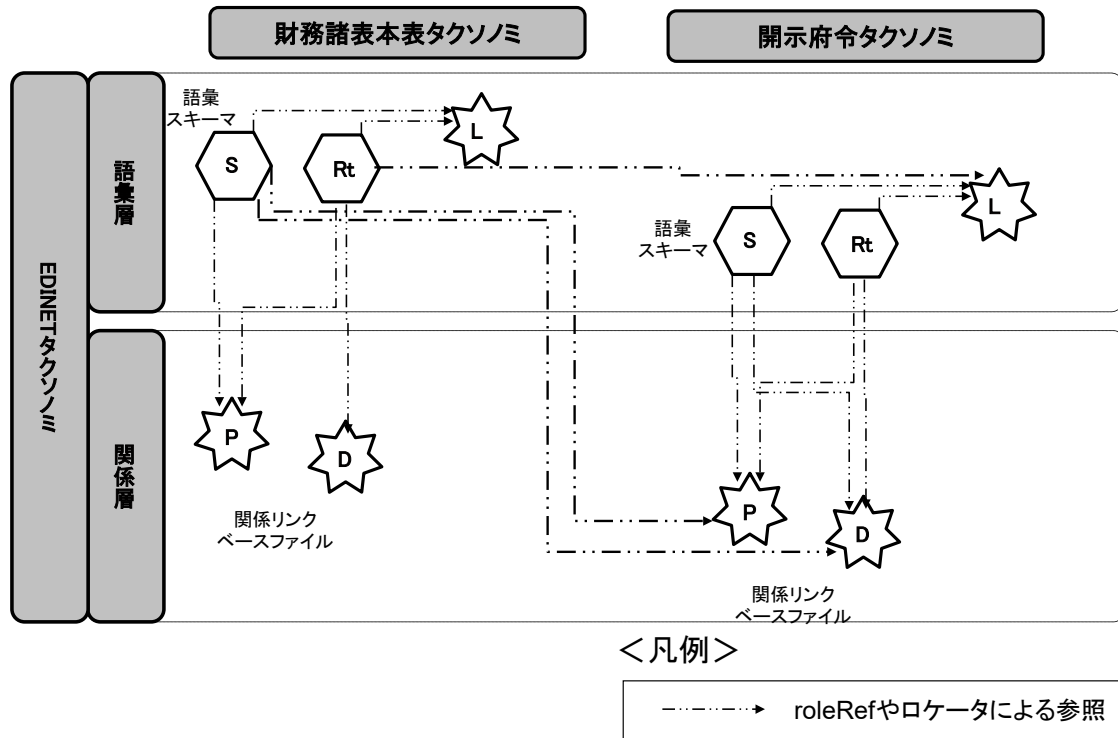 財務諸表本表タクソノミ
開示府令タクソノミ
EDINETタクソノミ
語彙層
語彙
スキーマ
S
Rt
L
語彙
スキーマ
S
Rt
L
関係層
P
D
関係リンク
ベースファイル
P
D
関係リンク
ベースファイル
＜凡例＞
roleRefやロケータによる参照